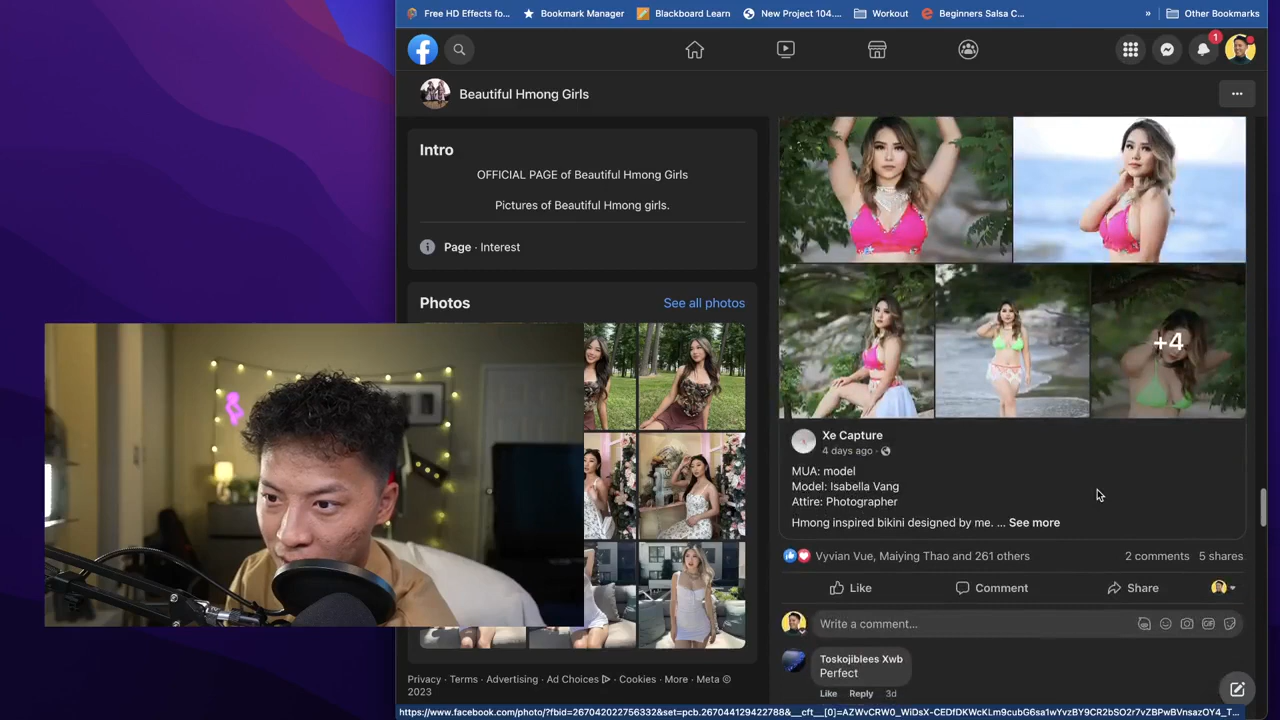 Free HD Effects fo...
Bookmark Manager
Blackboard Learn
New Project 104....
Workout
Beginners Salsa C...
»
Other Bookmarks
1
Beautiful Hmong Girls
Intro
OFFICIAL PAGE of Beautiful Hmong Girls
Pictures of Beautiful Hmong girls.
Page · Interest
Photos
See all photos
Privacy · Terms · Advertising · Ad Choices · Cookies · More · Meta ©
2023
+4
Xe Capture
4 days ago ·
MUA: model
Model: Isabella Vang
Attire: Photographer
Hmong inspired bikini designed by me. ... See more
Vyvian Vue, Maiying Thao and 261 others
2 comments 5 shares
Like
Comment
Share
Write a comment...
GIF
Toskojiblees Xwb
Perfect
Like Reply 3d